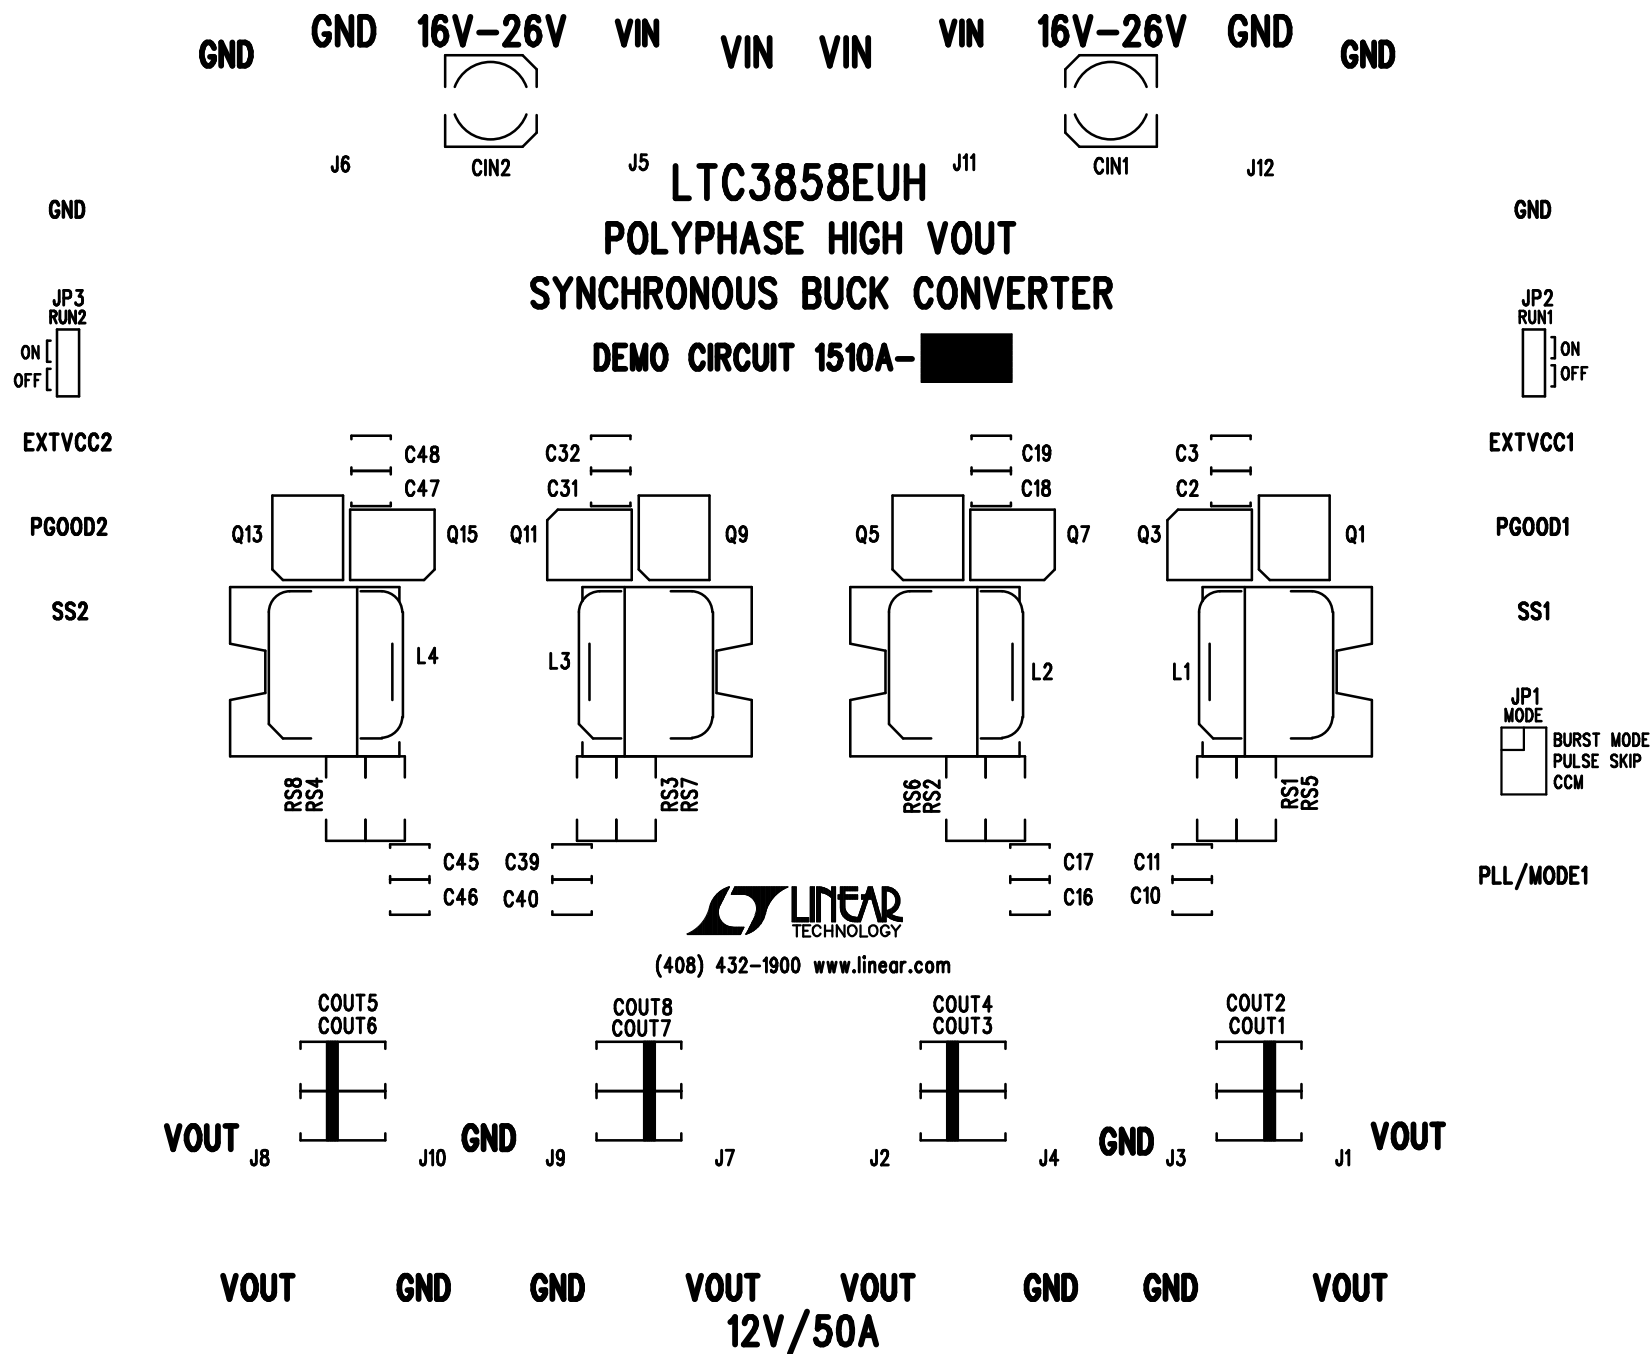 GND GND 16V-26V VIN VIN VIN VIN 16V-26V GND GND
J6 CIN2 J5 J11 CIN1 J12
LTC3858EUH
GND GND
POLYPHASE HIGH VOUT
SYNCHRONOUS BUCK CONVERTER
JP3 JP2
RUN2 RUN1
ON ON
DEMO CIRCUIT 1510A-
OFF OFF
EXTVCC2 EXTVCC1
C48 C32 C19 C3
C47 C31 C18 C2
PGOOD2 PGOOD1
Q13 Q15 Q11 Q9 Q5 Q7 Q3 Q1
SS2 SS1
L4 L3 L2 L1
JP1
MODE
BURST MODE
PULSE SKIP
CCM
RS8 RS4 RS3 RS7 RS6 RS2 RS1 RS5
C45 C39 C17 C11
PLL/MODE1
C46 C40 C16 C10
LINEAR
TECHNOLOGY
(408) 432-1900 www.linear.com
COUT5 COUT8 COUT4 COUT2
COUT6 COUT7 COUT3 COUT1
VOUT GND GND VOUT
J8 J10 J9 J7 J2 J4 J3 J1
VOUT GND GND VOUT VOUT GND GND VOUT
12V/50A